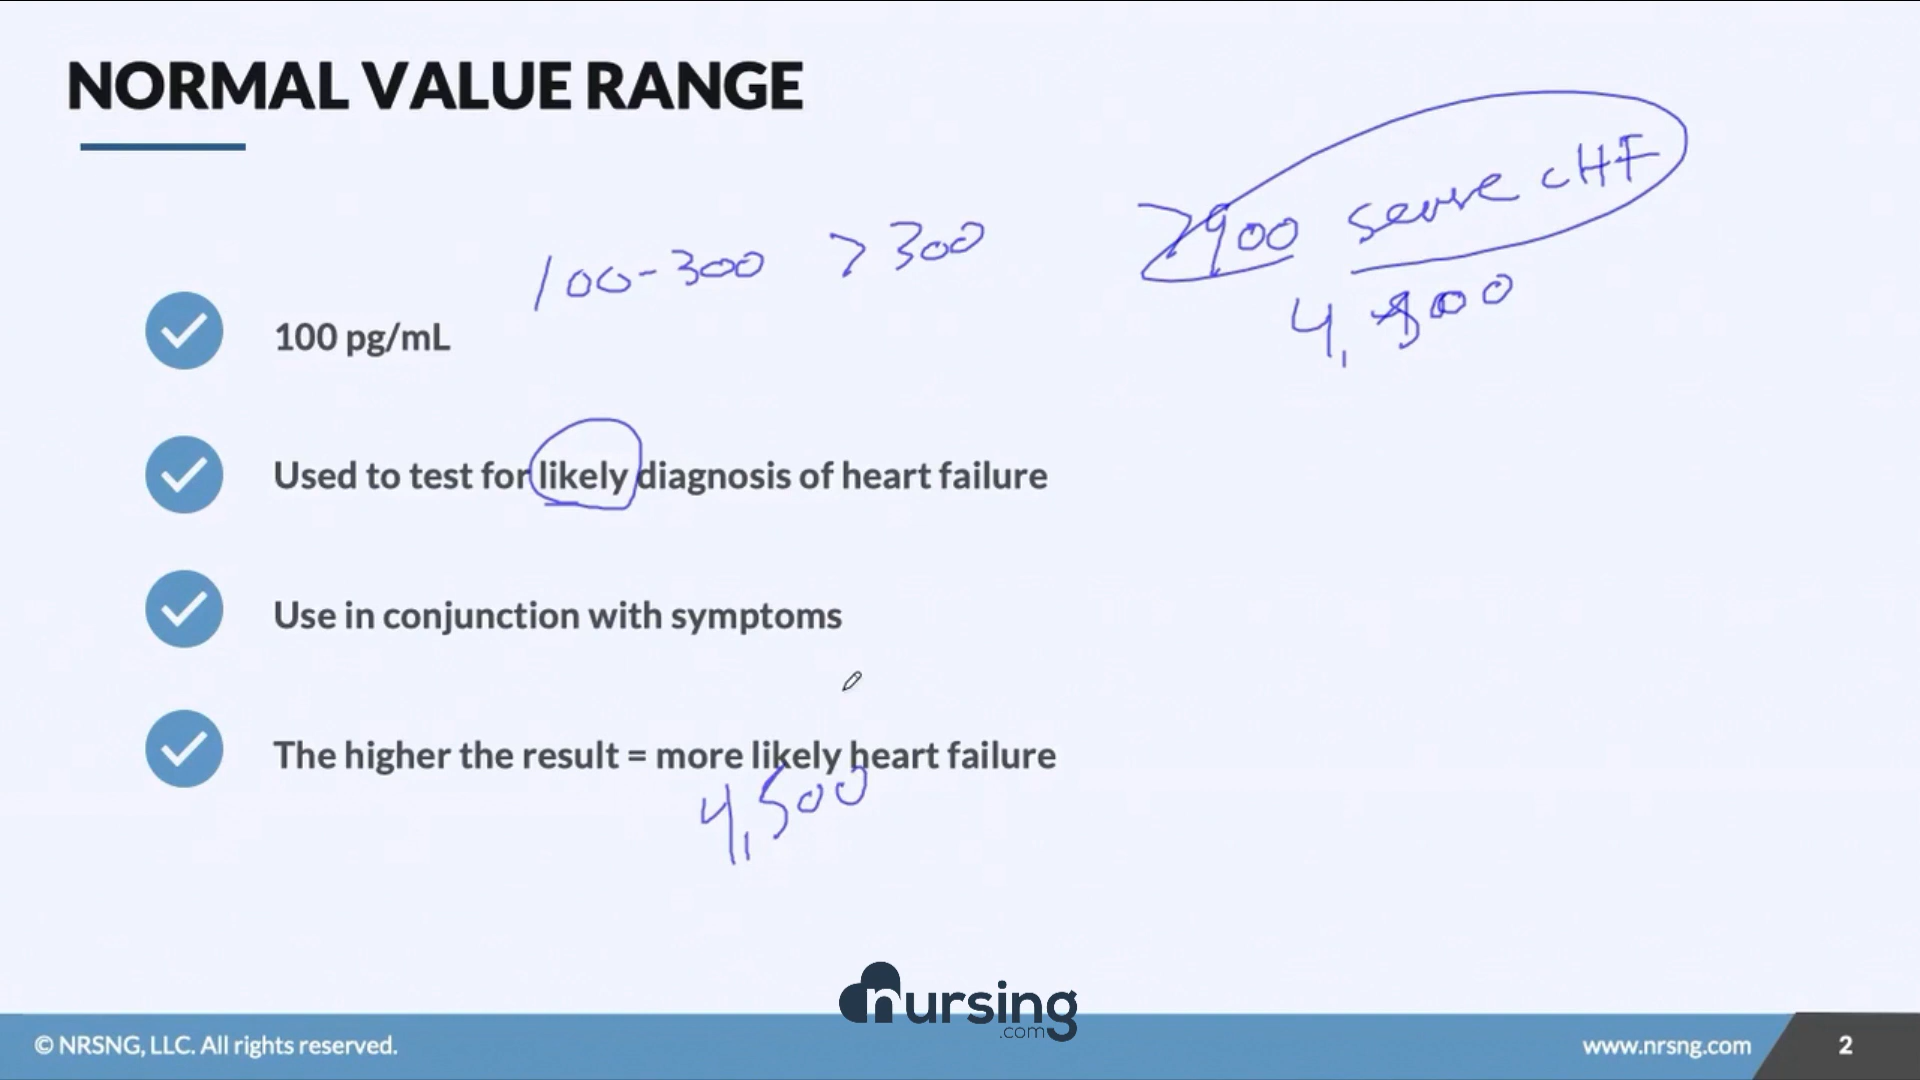 NORMAL VALUE RANGE
>900 severe CHF
100-300 >300
4,800
100 pg/mL
Used to test for likely diagnosis of heart failure
Use in conjunction with symptoms
The higher the result = more likely heart failure
4,500
nursing
.com
© NRSNG, LLC. All rights reserved.
www.nrsng.com
2